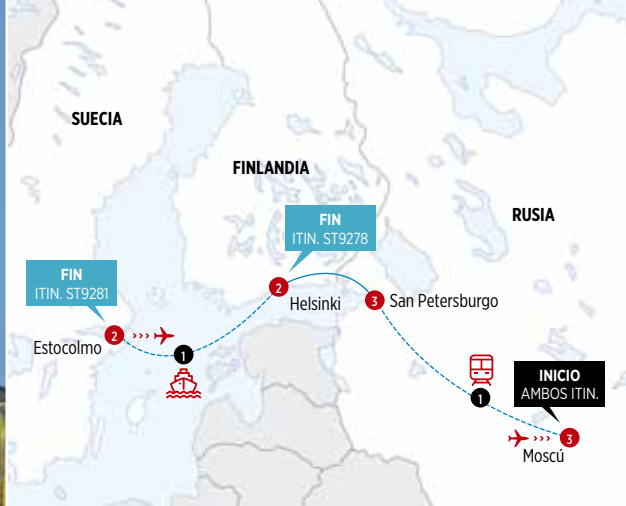 SUECIA
FINLANDIA
RUSIA
FIN
ITIN. ST9278
FIN
ITIN. ST9281
2
Helsinki
3 San Petersburgo
2
Estocolmo
1
1
INICIO
AMBOS ITIN.
3
Moscú